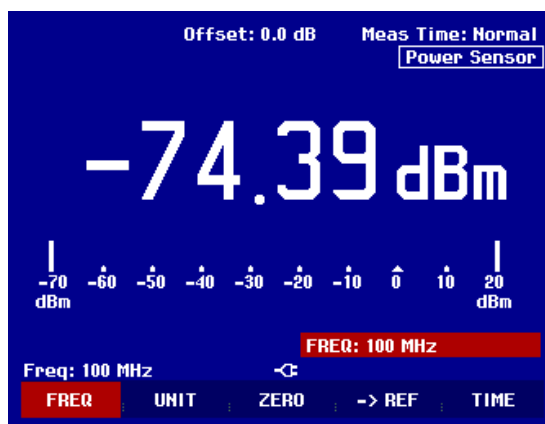 Offset: 0.0 dB Meas Time: Normal
Power Sensor
-74.39 dBm
-70 -60 -50 -40 -30 -20 -10 0 10 20
dBm dBm
FREQ: 100 MHz
Freq: 100 MHz
FREQ UNIT ZERO -> REF TIME